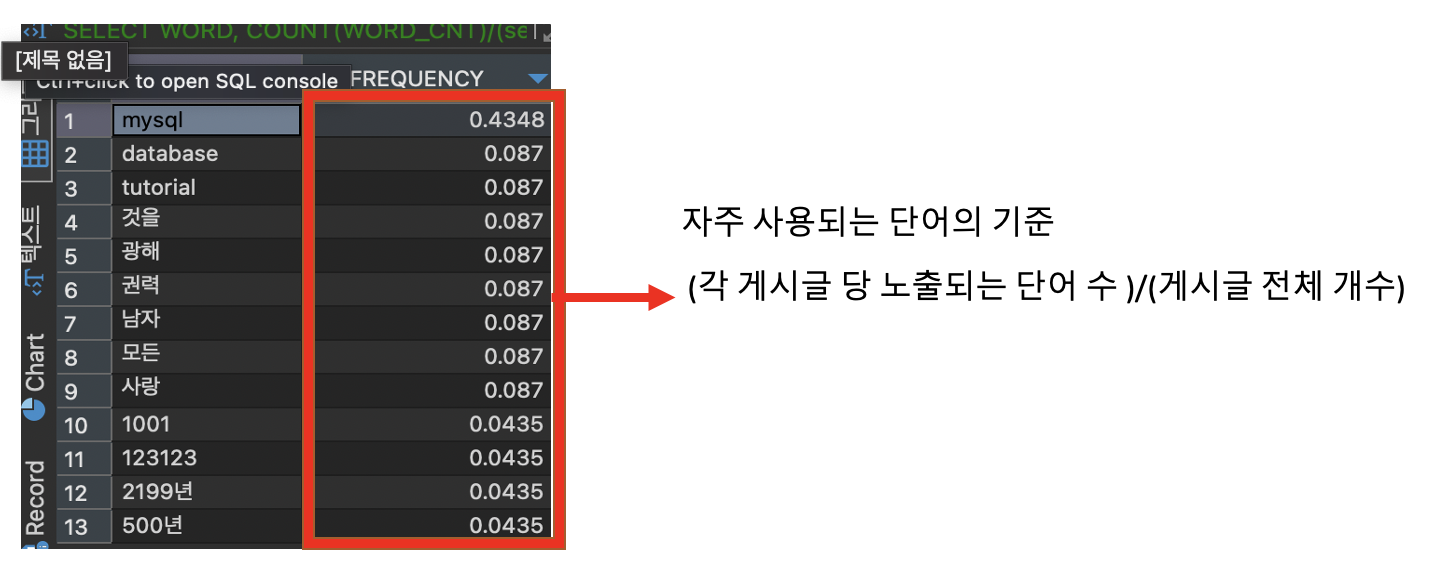 SELECT WORD, COUNT(WORD_CNT)/(se
[제목 없음]
Ctrl+click to open SQL console
FREQUENCY
1 mysql 0.4348
2 database 0.087
3 tutorial 0.087
4 것을 0.087
5 광해 0.087
6 권력 0.087
7 남자 0.087
8 모든 0.087
9 사랑 0.087
10 1001 0.0435
11 123123 0.0435
12 2199년 0.0435
13 500년 0.0435
텍스트
Chart
Record
자주 사용되는 단어의 기준
(각 게시글 당 노출되는 단어 수 )/(게시글 전체 개수)